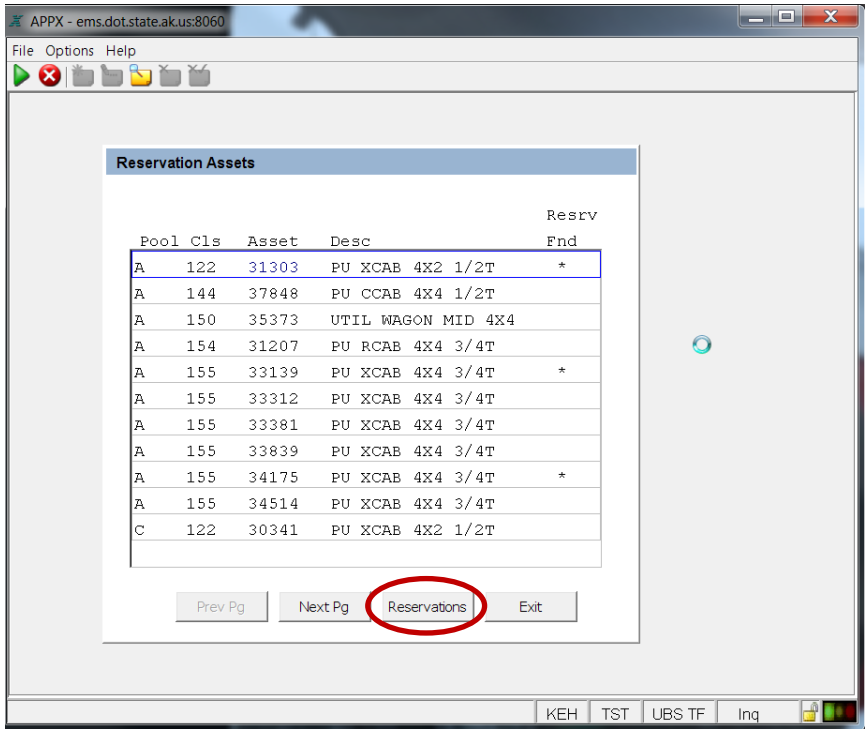 APPX - ems.dot.state.ak.us:8060
File Options Help
Reservation Assets
Resrv
Pool Cls Asset Desc Fnd
A 122 31303 PU XCAB 4X2 1/2T *
A 144 37848 PU CCAB 4X4 1/2T
A 150 35373 UTIL WAGON MID 4X4
A 154 31207 PU RCAB 4X4 3/4T
A 155 33139 PU XCAB 4X4 3/4T *
A 155 33312 PU XCAB 4X4 3/4T
A 155 33381 PU XCAB 4X4 3/4T
A 155 33839 PU XCAB 4X4 3/4T
A 155 34175 PU XCAB 4X4 3/4T *
A 155 34514 PU XCAB 4X4 3/4T
C 122 30341 PU XCAB 4X2 1/2T
Prev Pg Next Pg Reservations Exit
KEH TST UBS TF Inq